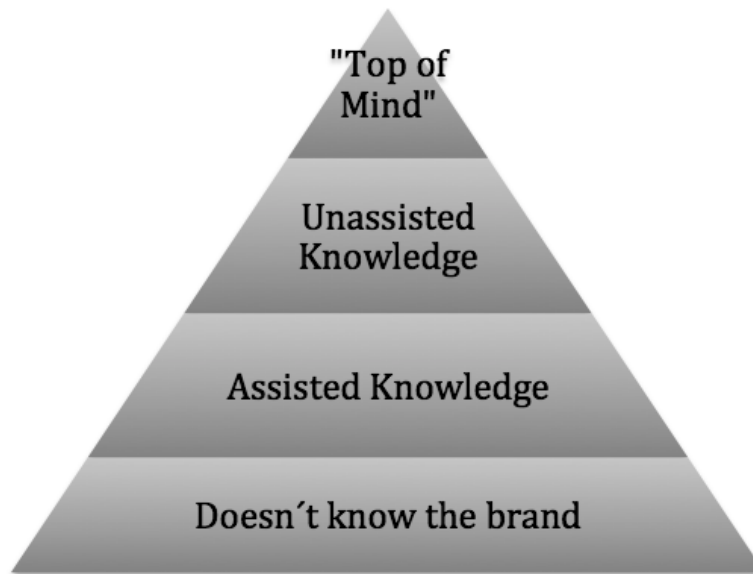 "Top of
Mind"
Unassisted
Knowledge
Assisted Knowledge
Doesn´t know the brand